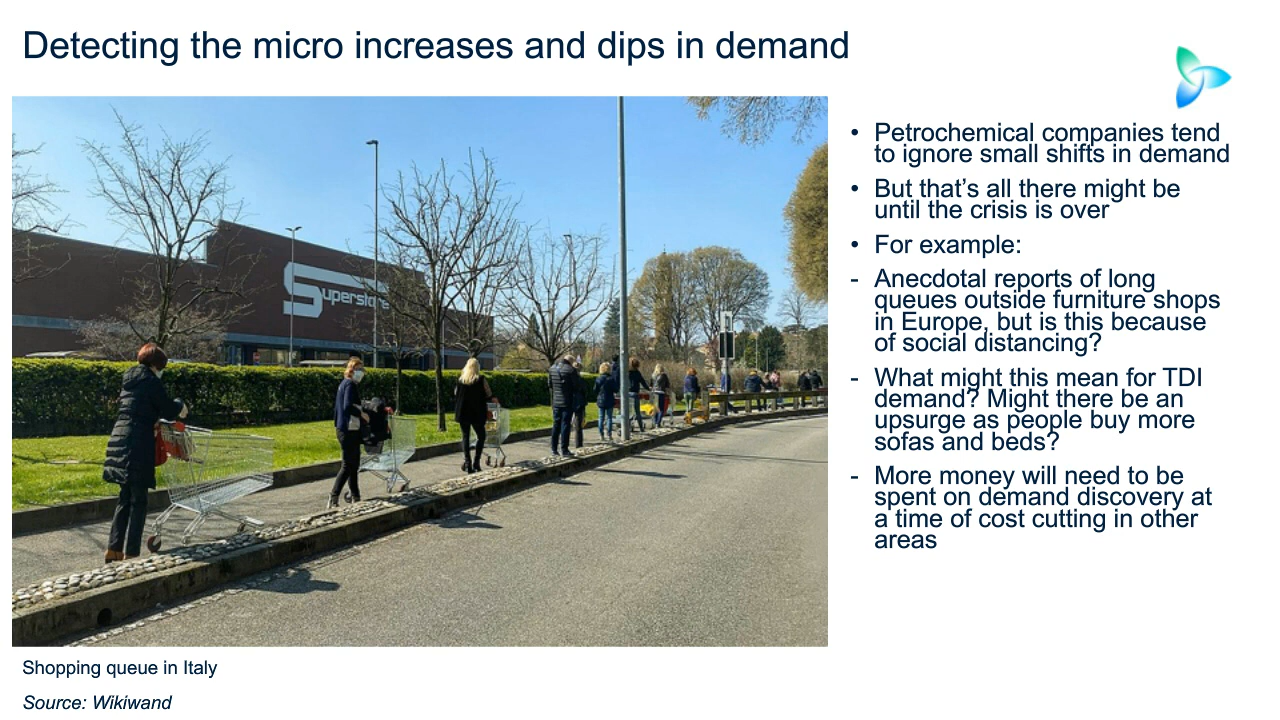 Detecting the micro increases and dips in demand
Superstore
• Petrochemical companies tend
to ignore small shifts in demand
• But that’s all there might be
until the crisis is over
• For example:
- Anecdotal reports of long
queues outside furniture shops
in Europe, but is this because
of social distancing?
- What might this mean for TDI
demand? Might there be an
upsurge as people buy more
sofas and beds?
- More money will need to be
spent on demand discovery at
a time of cost cutting in other
areas
Shopping queue in Italy
Source: Wikiwand